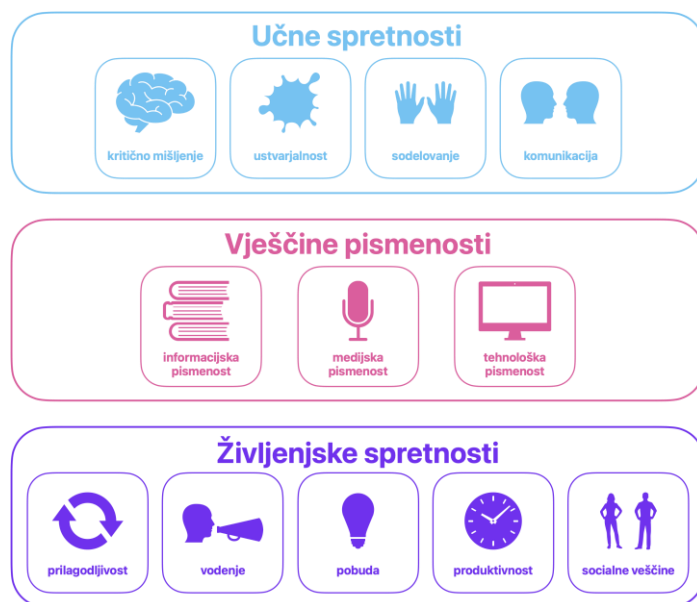 Učne spretnosti
kritično mišljenje
ustvarjalnost
sodelovanje
komunikacija
Vješčine pismenosti
informacijska
pismenost
medijska
pismenost
tehnološka
pismenost
Življenjske spretnosti
prilagodljivost
vodenje
pobuda
produktivnost
socialne veščine